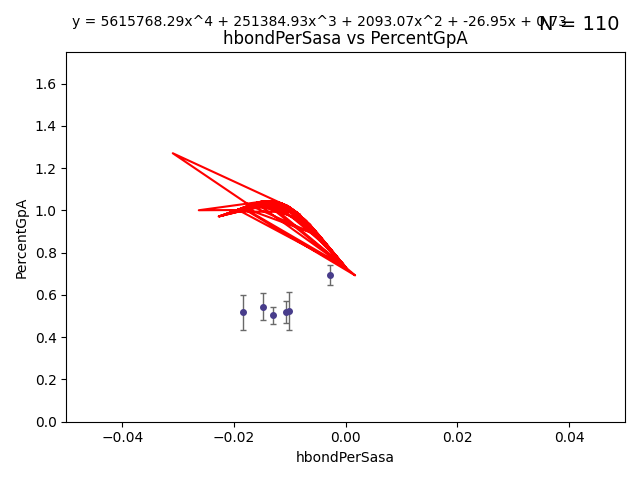 y = 5615768.29x^4 + 251384.93x^3 + 2093.07x^2 + -26.95x + 0.73
N = 110
hbondPerSasa vs PercentGpA
PercentGpA
1.6
1.4
1.2
1.0
0.8
0.6
0.4
0.2
0.0
−0.04
−0.02
0.00
0.02
0.04
hbondPerSasa